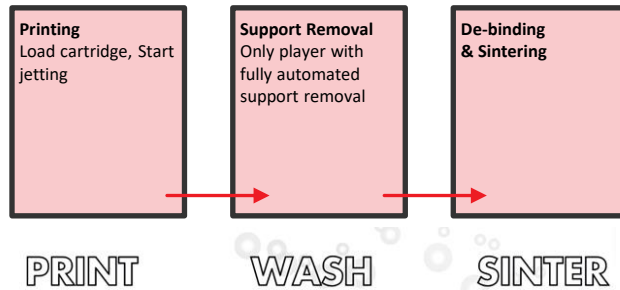 Printing
Load cartridge, Start
jetting
Support Removal
Only player with
fully automated
support removal
De-binding
& Sintering
PRINT
WASH
SINTER